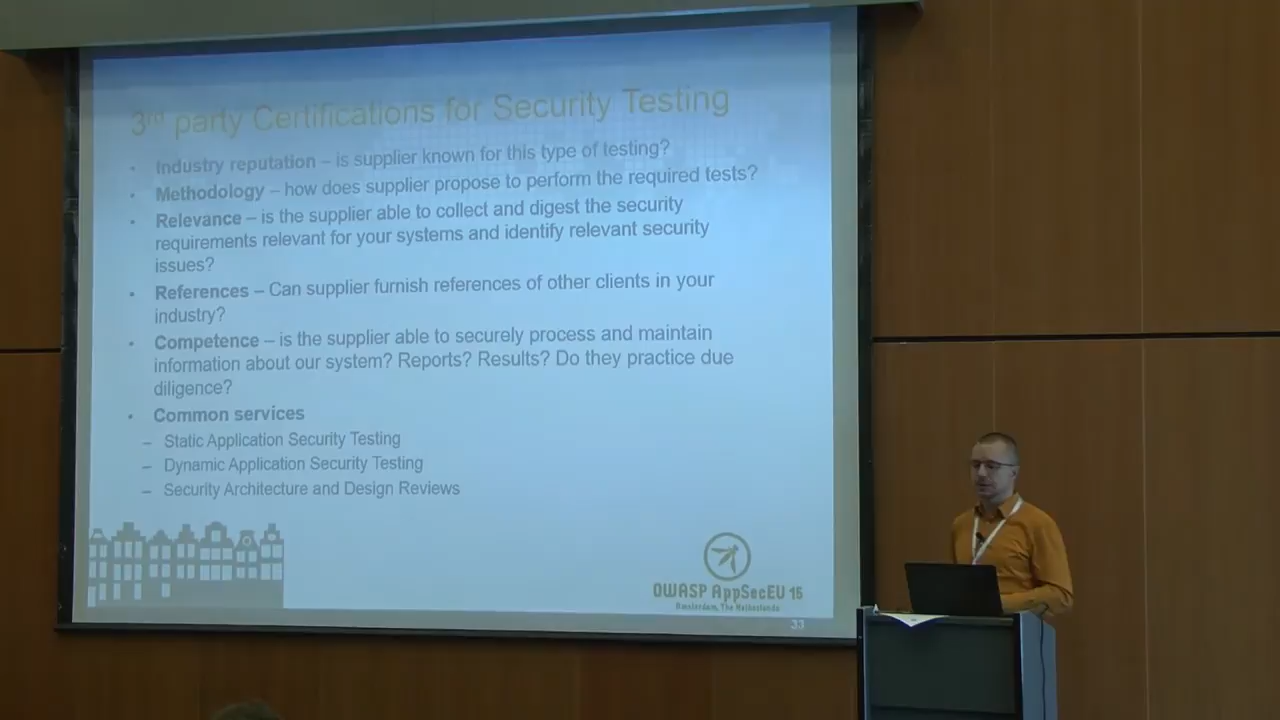 3rd party Certifications for Security Testing
• Industry reputation – is supplier known for this type of testing?
• Methodology – how does supplier propose to perform the required tests?
• Relevance – is the supplier able to collect and digest the security
requirements relevant for your systems and identify relevant security
issues?
• References – Can supplier furnish references of other clients in your
industry?
• Competence – is the supplier able to securely process and maintain
information about our system? Reports? Results? Do they practice due
diligence?
• Common services
– Static Application Security Testing
– Dynamic Application Security Testing
– Security Architecture and Design Reviews
OWASP AppSecEU 15
Amsterdam, The Netherlands
33